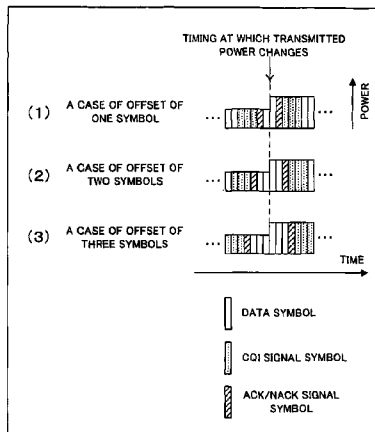 TIMING AT WHICH TRANSMITTED
POWER CHANGES
POWER
(1) A CASE OF OFFSET OF
ONE SYMBOL
... ...
(2) A CASE OF OFFSET OF
TWO SYMBOLS
... ...
(3) A CASE OF OFFSET OF
THREE SYMBOLS
... ...
TIME
DATA SYMBOL
CQI SIGNAL SYMBOL
ACK/NACK SIGNAL
SYMBOL